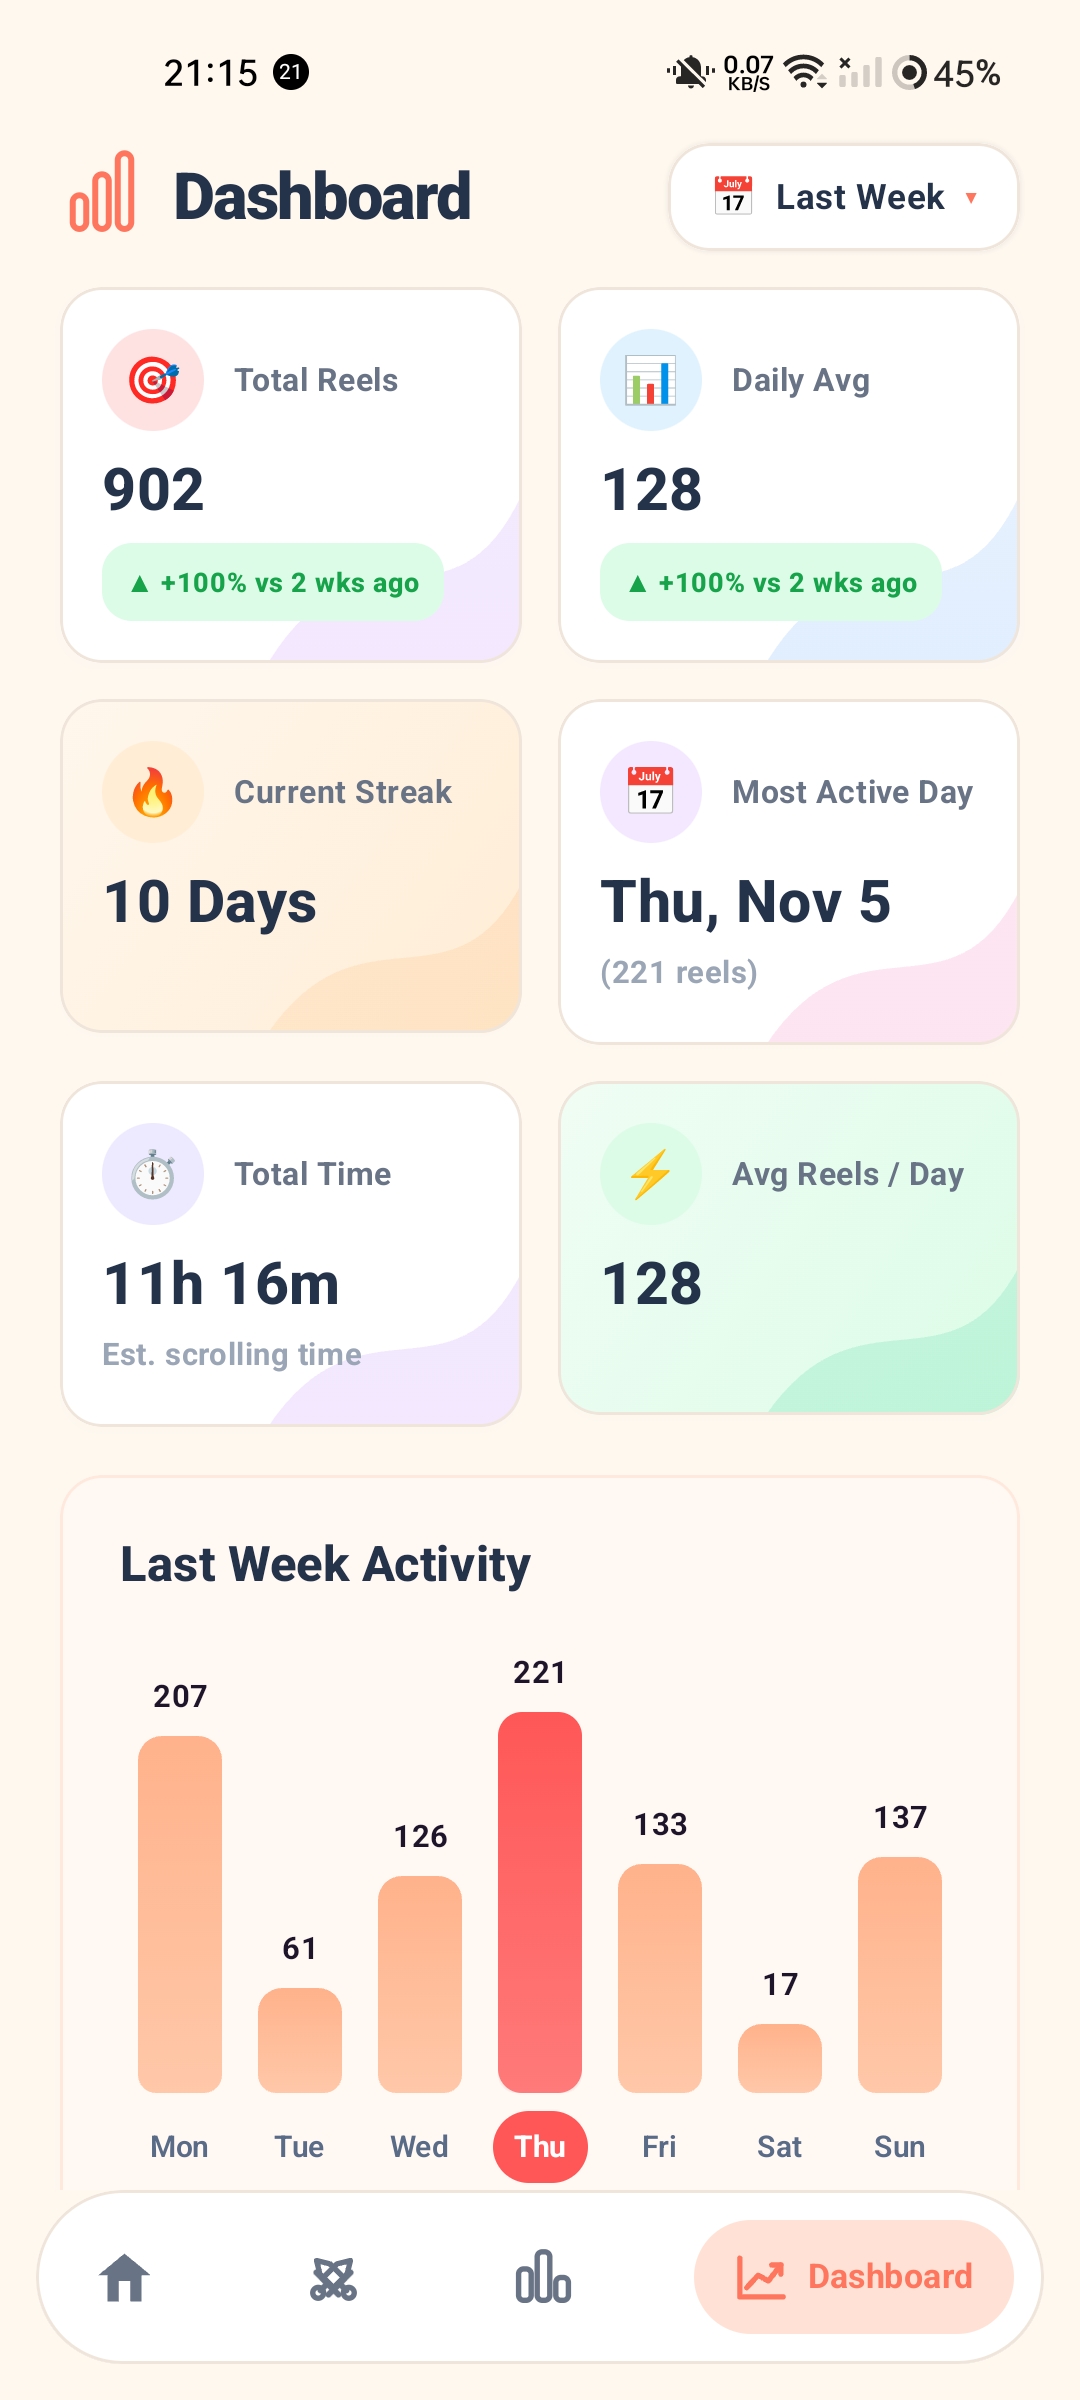 21:15 21 0.07 KB/S 45%
Dashboard
July 17 Last Week ▼
Total Reels
902
▲ +100% vs 2 wks ago
Daily Avg
128
▲ +100% vs 2 wks ago
Current Streak
10 Days
July 17 Most Active Day
Thu, Nov 5
(221 reels)
Total Time
11h 16m
Est. scrolling time
Avg Reels / Day
128
Last Week Activity
207 61 126 221 133 17 137
Mon Tue Wed Thu Fri Sat Sun
Dashboard